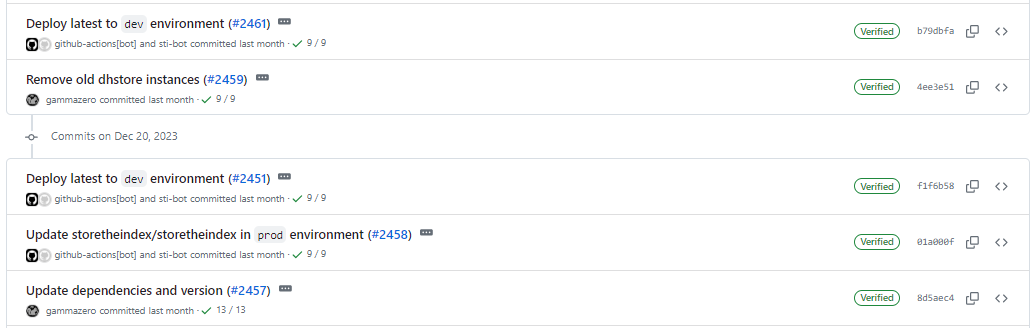 Deploy latest to dev environment (#2461)
github-actions[bot] and sti-bot committed last month · 9 / 9
Verified b79dbfa
Remove old dhstore instances (#2459)
gammazero committed last month · 9 / 9
Verified 4ee3e51
Commits on Dec 20, 2023
Deploy latest to dev environment (#2451)
github-actions[bot] and sti-bot committed last month · 9 / 9
Verified f1f6b58
Update storetheindex/storetheindex in prod environment (#2458)
github-actions[bot] and sti-bot committed last month · 9 / 9
Verified 01a000f
Update dependencies and version (#2457)
gammazero committed last month · 13 / 13
Verified 8d5aec4